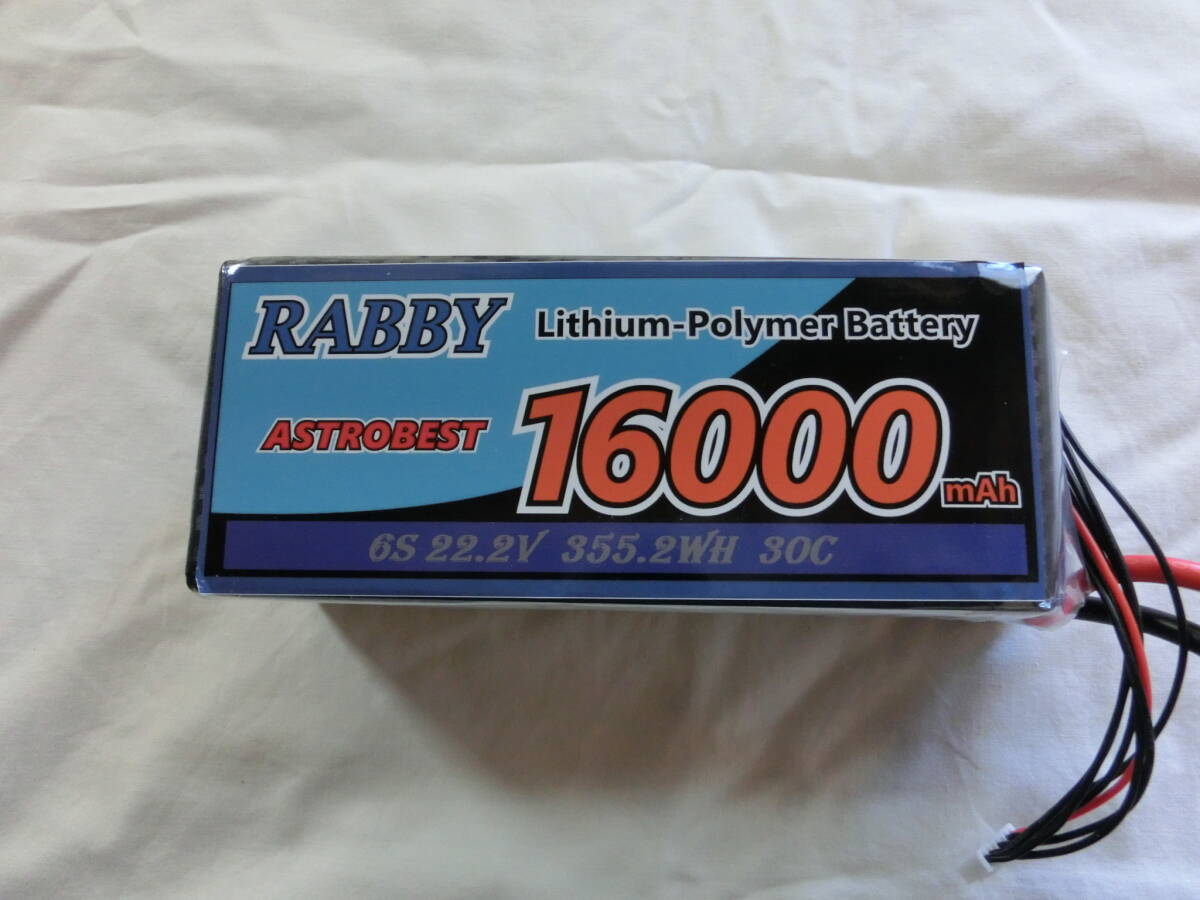 RABBY
Lithium-Polymer Battery
ASTROBEST
16000 mAh
6S 22.2V 355.2WH 30C